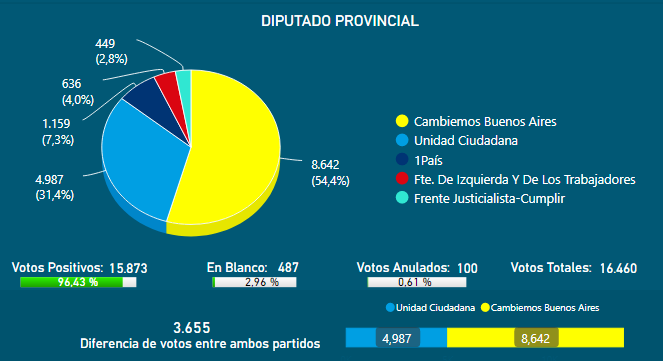 DIPUTADO PROVINCIAL
449
(2,8%)
636
(4,0%)
1.159
(7,3%)
4.987
(31,4%)
8.642
(54,4%)
Cambiemos Buenos Aires
Unidad Ciudadana
1País
Fte. De Izquierda Y De Los Trabajadores
Frente Justicialista-Cumplir
Votos Positivos: 15.873
96,43 %
En Blanco: 487
2,96 %
Votos Anulados: 100
0,61 %
Votos Totales: 16.460
3.655
Diferencia de votos entre ambos partidos
Unidad Ciudadana Cambiemos Buenos Aires
4,987 8,642